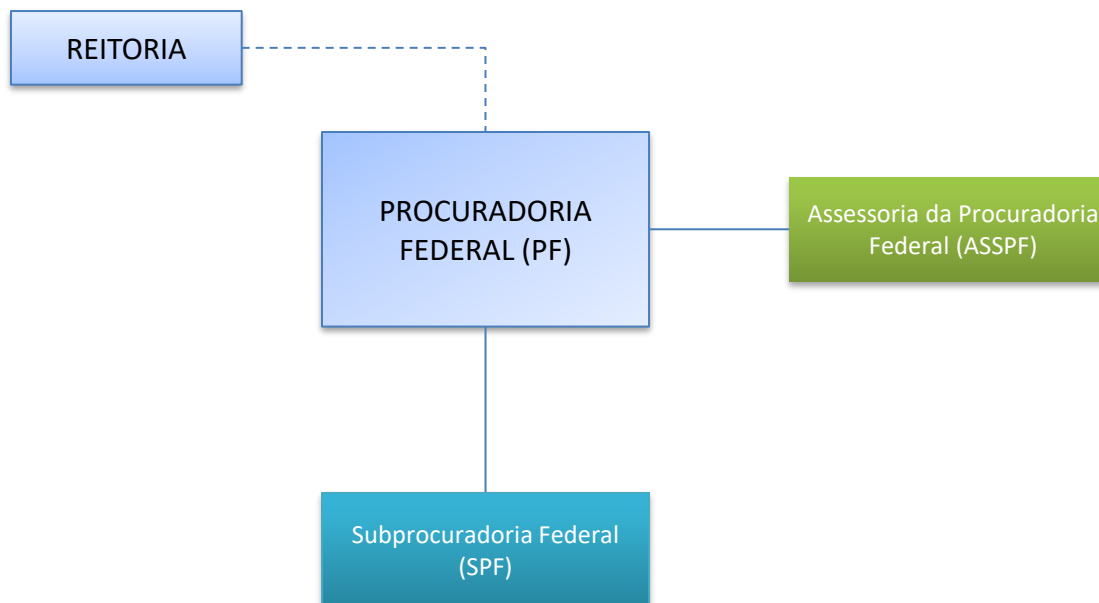 REITORIA
PROCURADORIA
FEDERAL (PF)
Assessoria da Procuradoria
Federal (ASSPF)
Subprocuradoria Federal
(SPF)